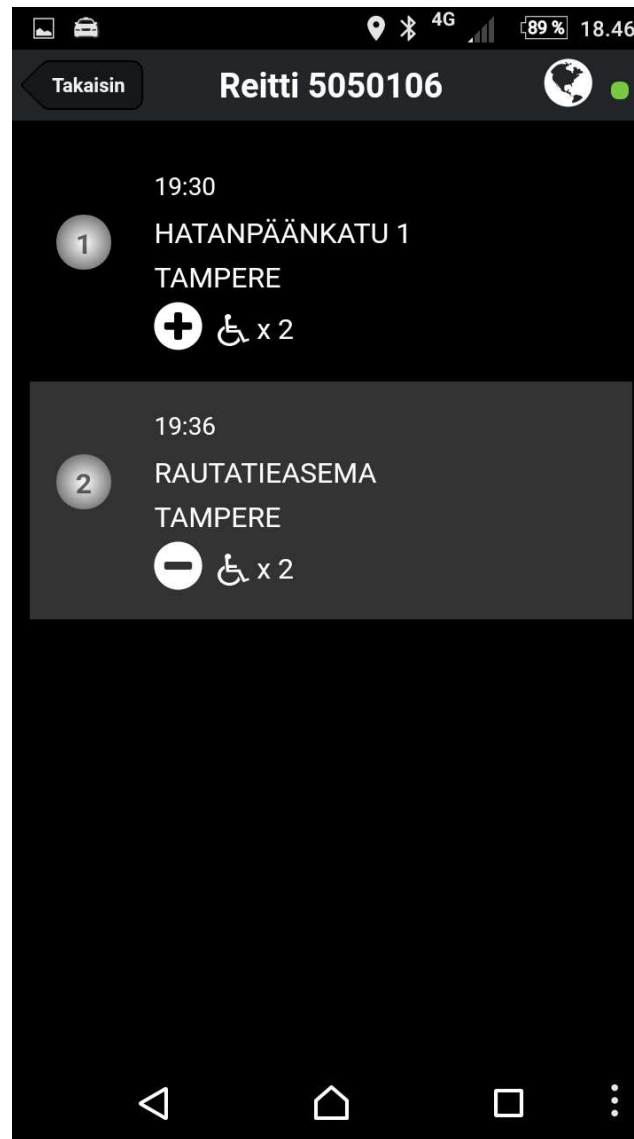 4G 89 % 18.46
Takaisin Reitti 5050106
19:30
1 HATANPÄÄNKATU 1
TAMPERE
x 2
19:36
2 RAUTATIEASEMA
TAMPERE
x 2